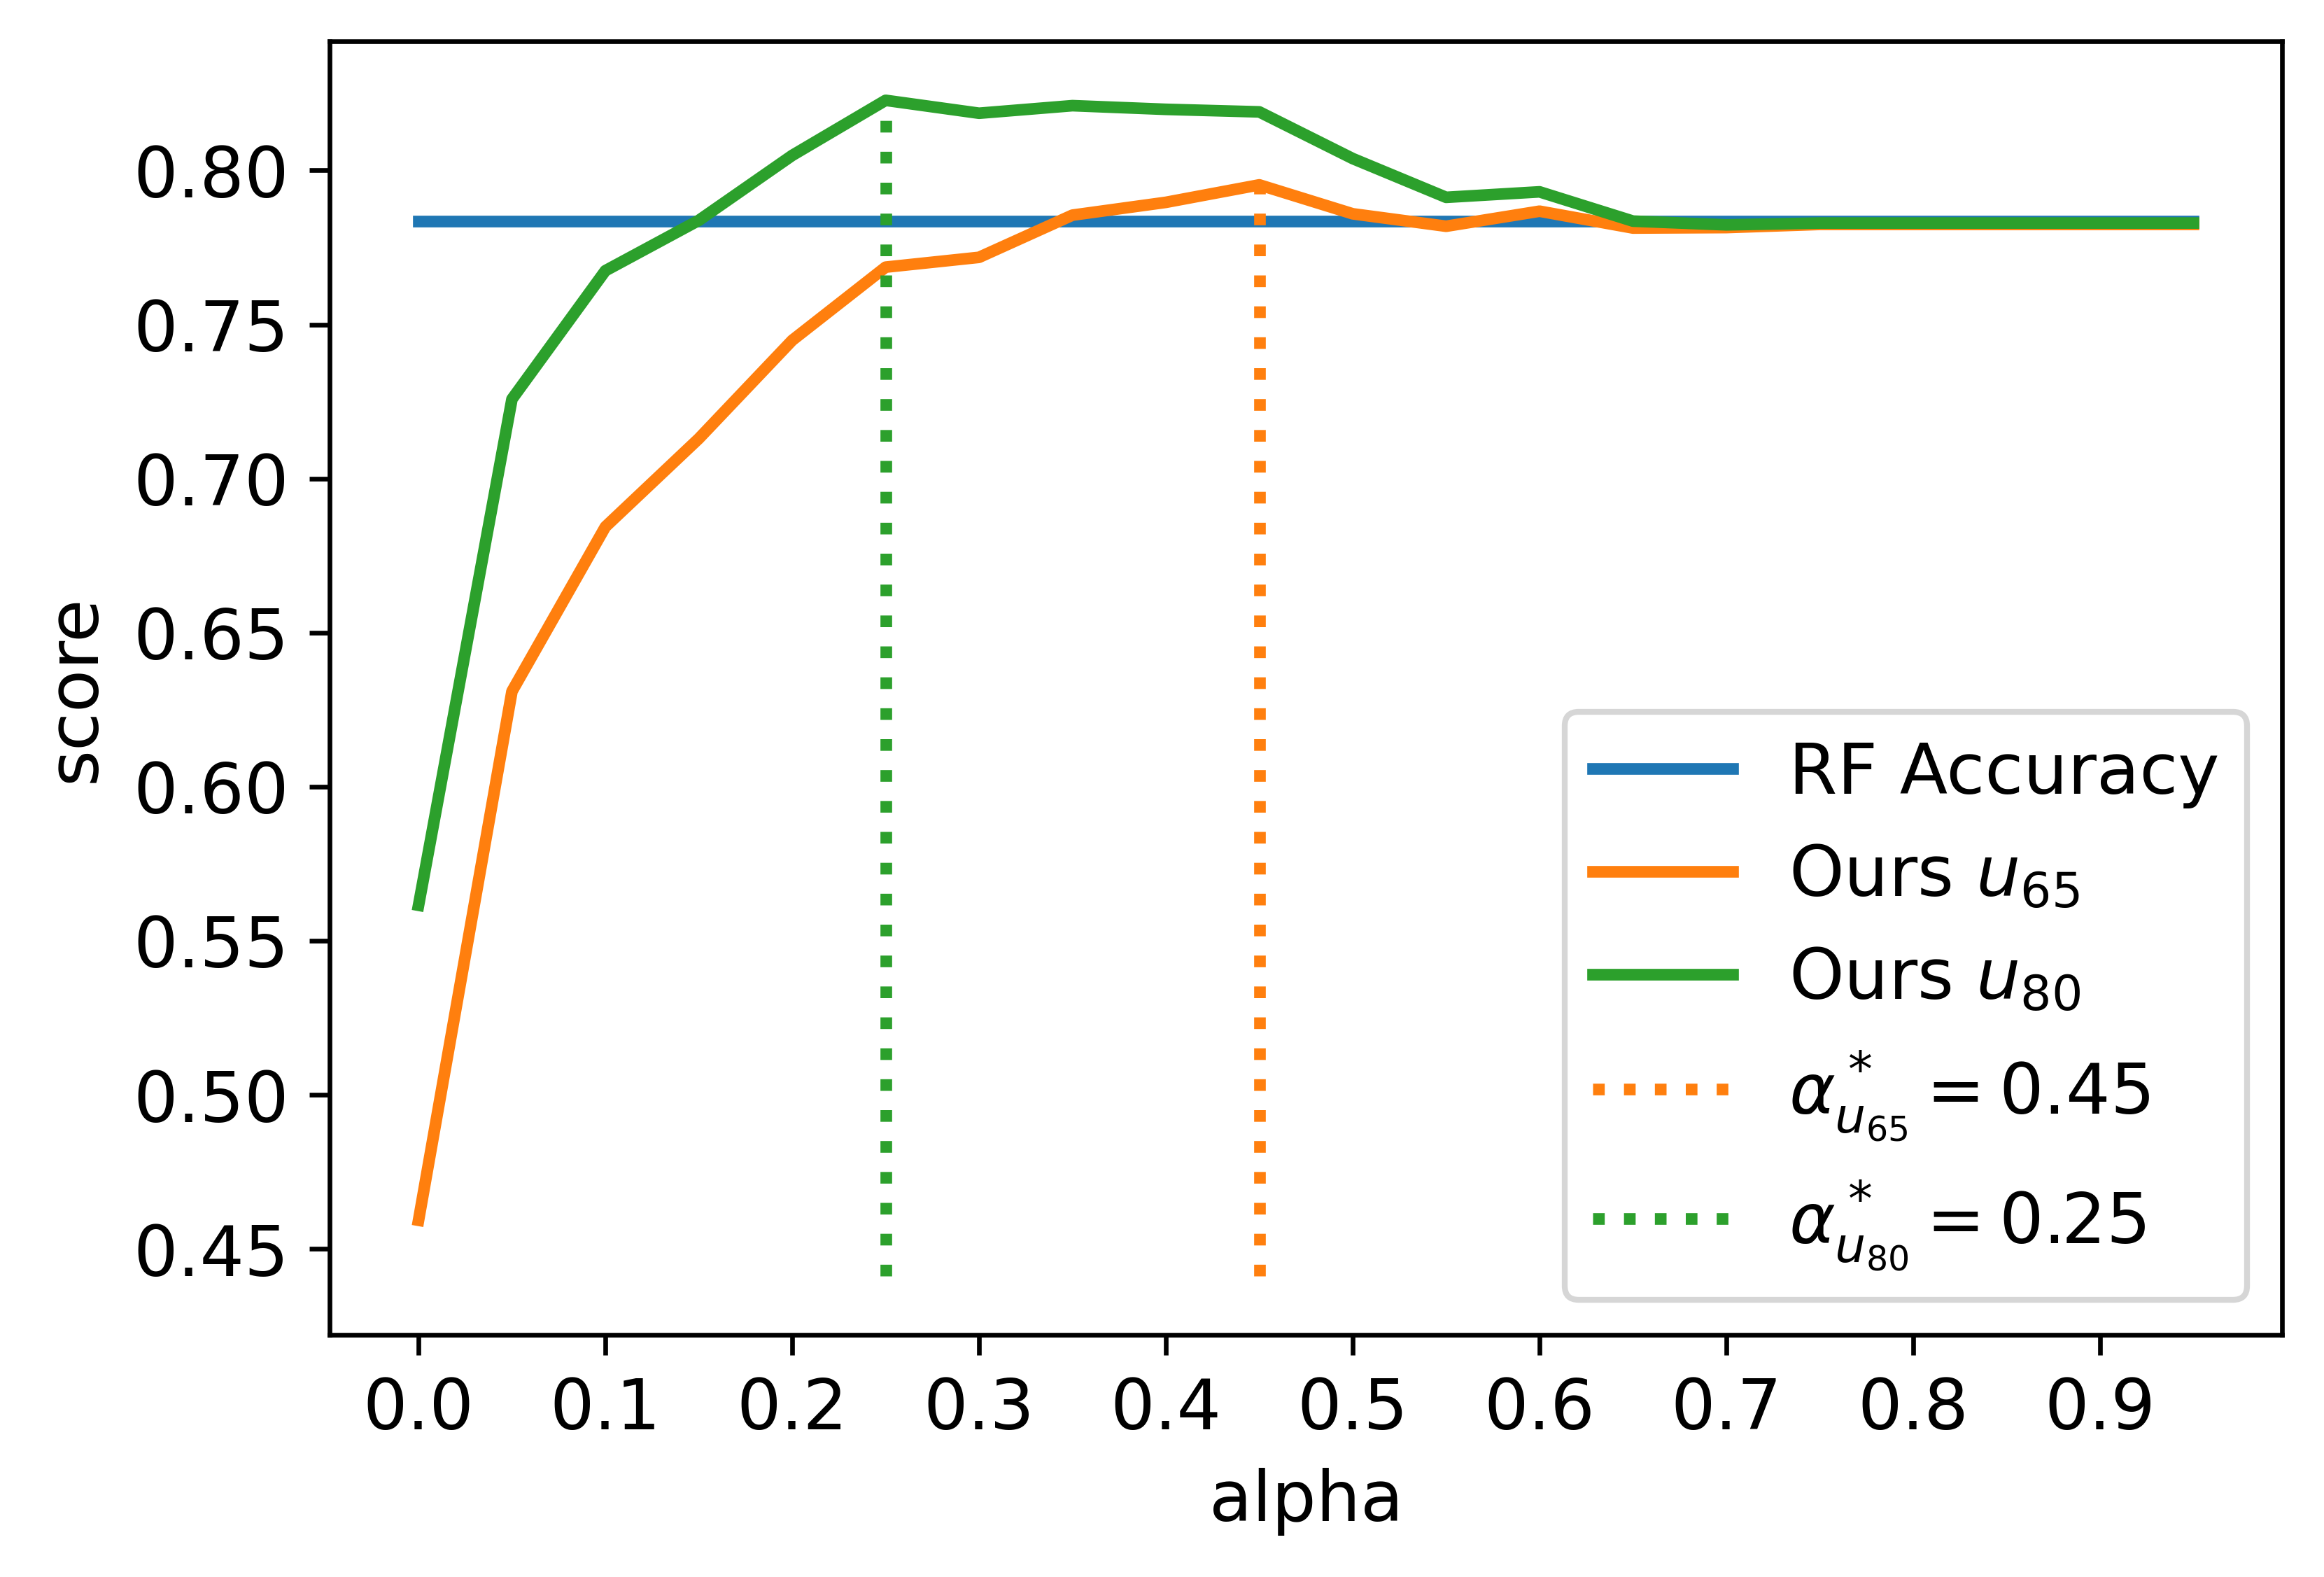 0.80
0.75
0.70
0.65
0.60
0.55
0.50
0.45
score
0.0 0.1 0.2 0.3 0.4 0.5 0.6 0.7 0.8 0.9
alpha
RF Accuracy
Ours u₆₅
Ours u₈₀
α*u₆₅ = 0.45
α*u₈₀ = 0.25